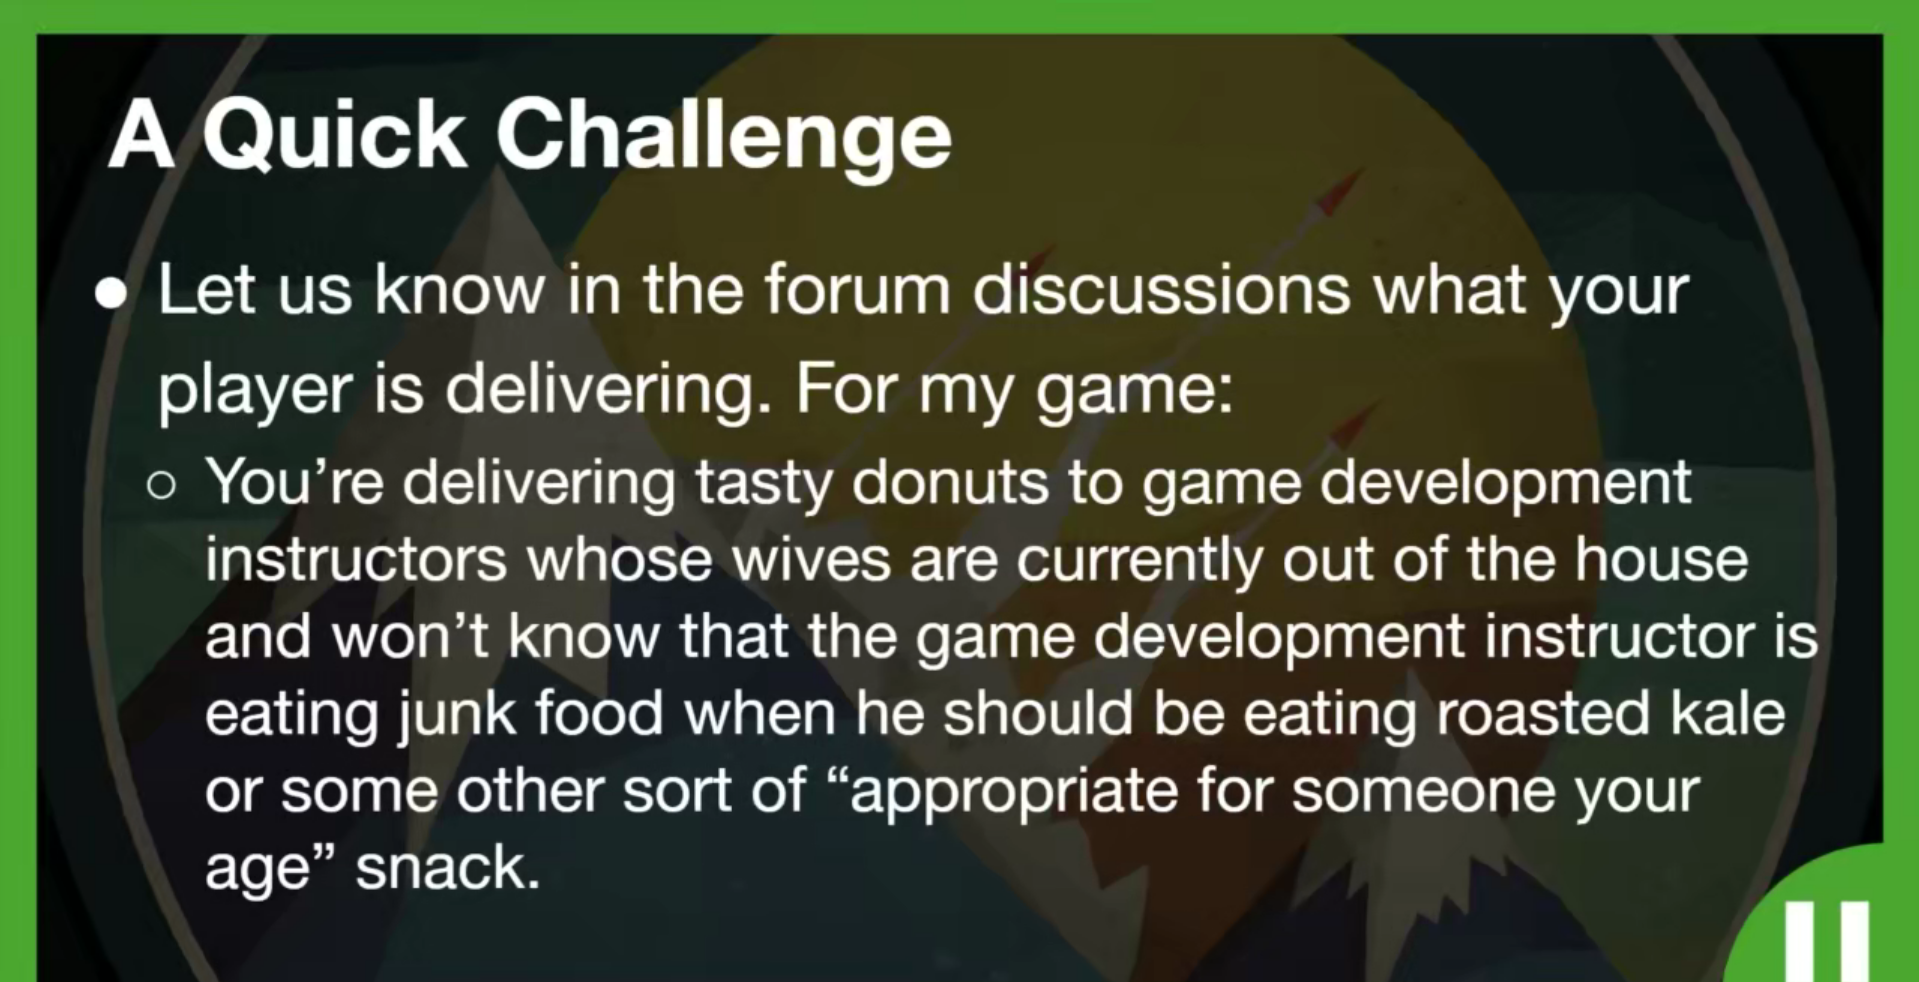 A Quick Challenge
● Let us know in the forum discussions what your
player is delivering. For my game:
○ You’re delivering tasty donuts to game development
instructors whose wives are currently out of the house
and won’t know that the game development instructor is
eating junk food when he should be eating roasted kale
or some other sort of “appropriate for someone your
age” snack.